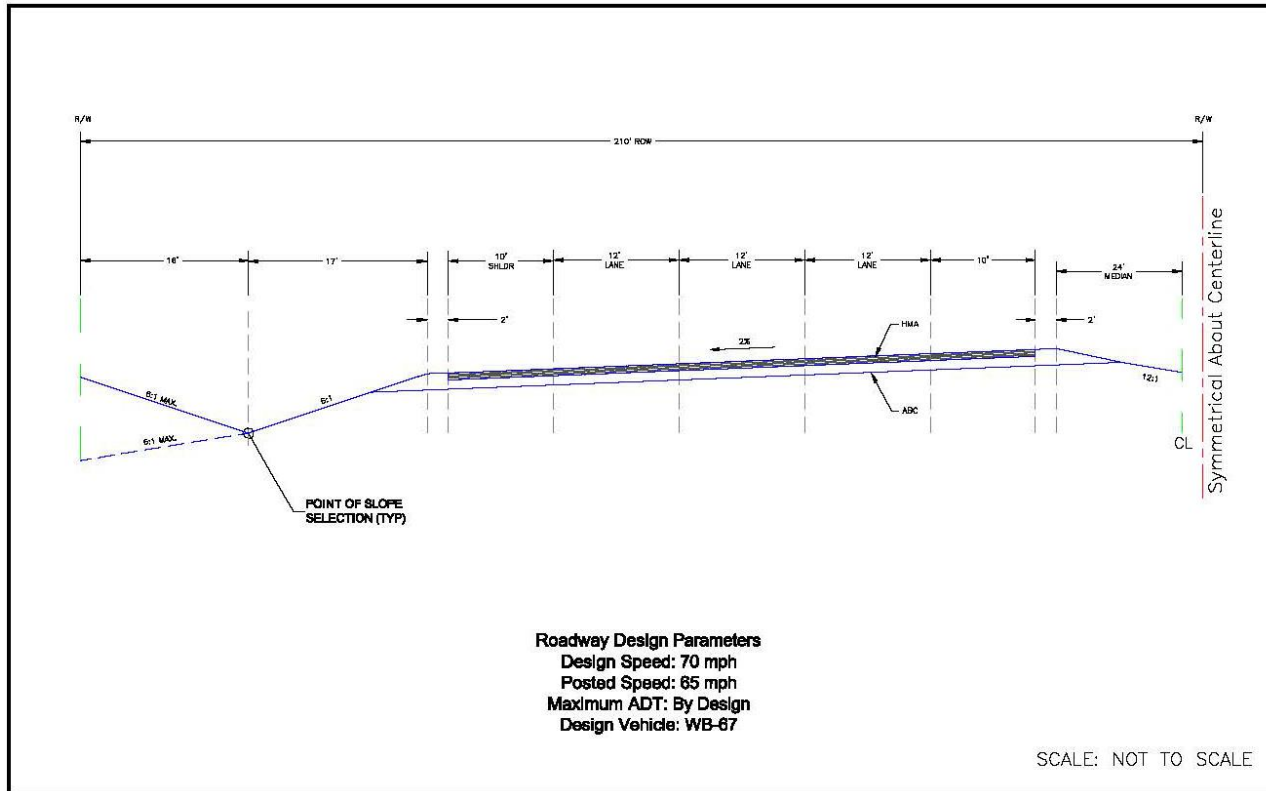 R/W
R/W
210' ROW
16'
17'
10'
SHLDR
12'
LANE
12'
LANE
12'
LANE
10'
24'
MEDIAN
2'
2'
HMA
2%
6:1 MAX.
6:1
12:1
6:1 MAX.
ABC
CL
Symmetrical About Centerline
POINT OF SLOPE
SELECTION (TYP)
Roadway Design Parameters
Design Speed: 70 mph
Posted Speed: 65 mph
Maximum ADT: By Design
Design Vehicle: WB-67
SCALE: NOT TO SCALE